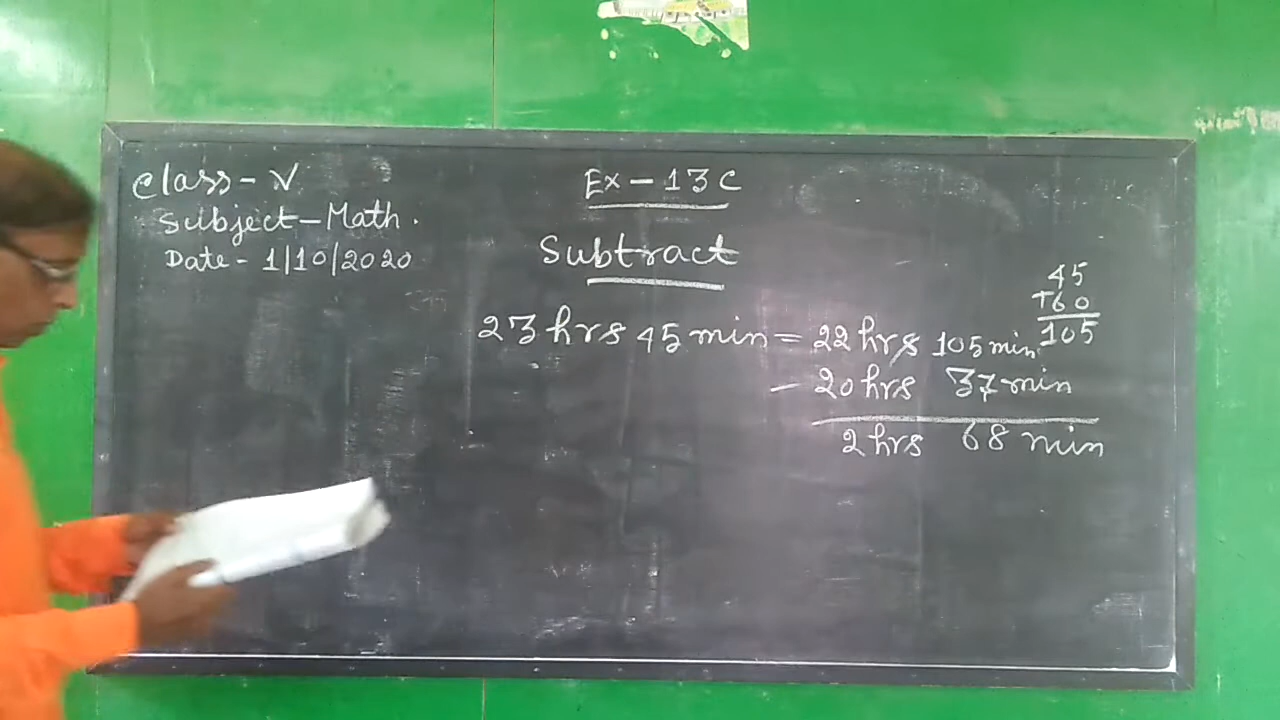 Class - V
Subject - Math.
Date - 1/10/2020
Ex - 13 C
Subtract
45
+60
105
23 hrs 45 min = 22 hrs 105 min
- 20 hrs 37 min
2 hrs 68 min